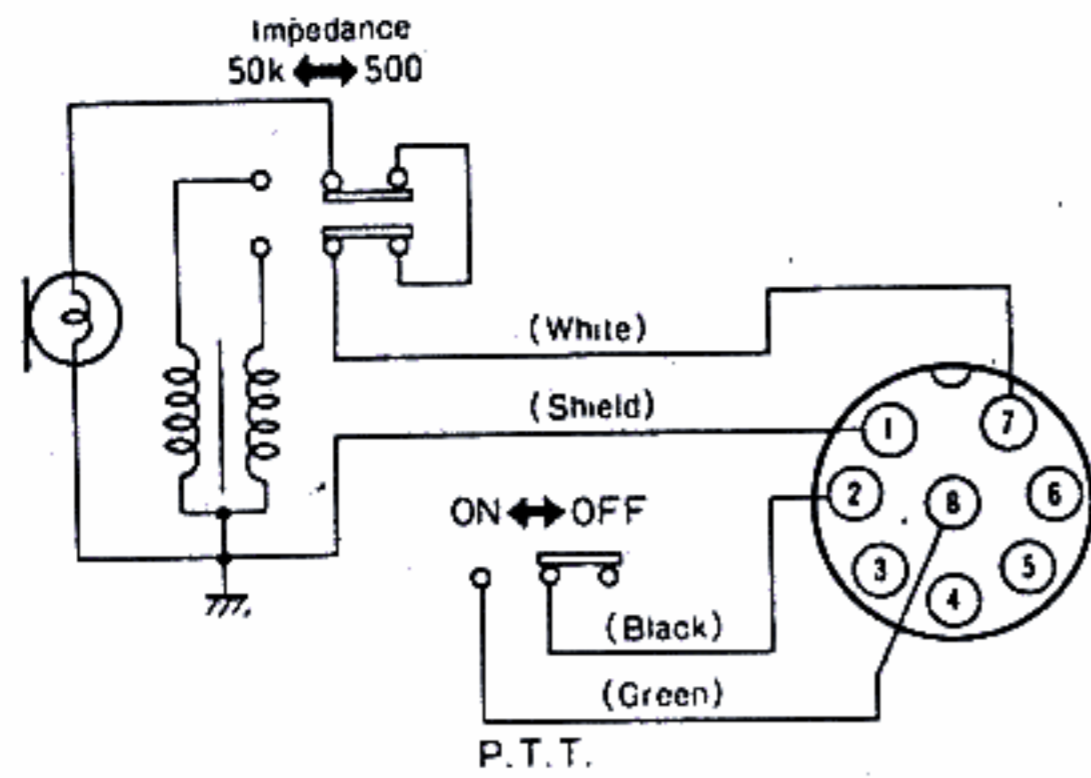 Impedance
50k ↔ 500
(White)
(Shield)
ON ↔ OFF
(Black)
(Green)
P.T.T.
1
7
2
8
6
3
5
4